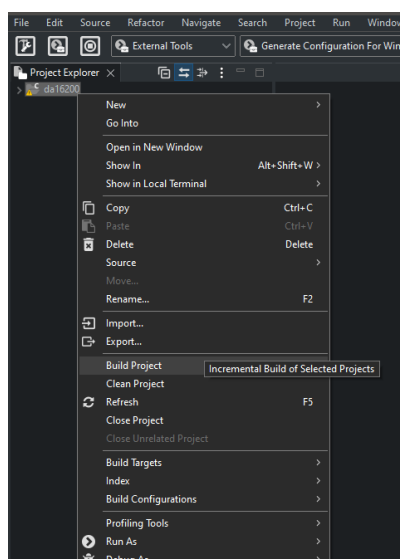 File Edit Source Refactor Navigate Search Project Run Window
External Tools Generate Configuration For Win
Project Explorer
da16200
New
Go Into
Open in New Window
Show In Alt+Shift+W
Show in Local Terminal
Copy Ctrl+C
Paste Ctrl+V
Delete Delete
Source
Move...
Rename... F2
Import...
Export...
Build Project Incremental Build of Selected Projects
Clean Project
Refresh F5
Close Project
Close Unrelated Project
Build Targets
Index
Build Configurations
Profiling Tools
Run As
Debug As